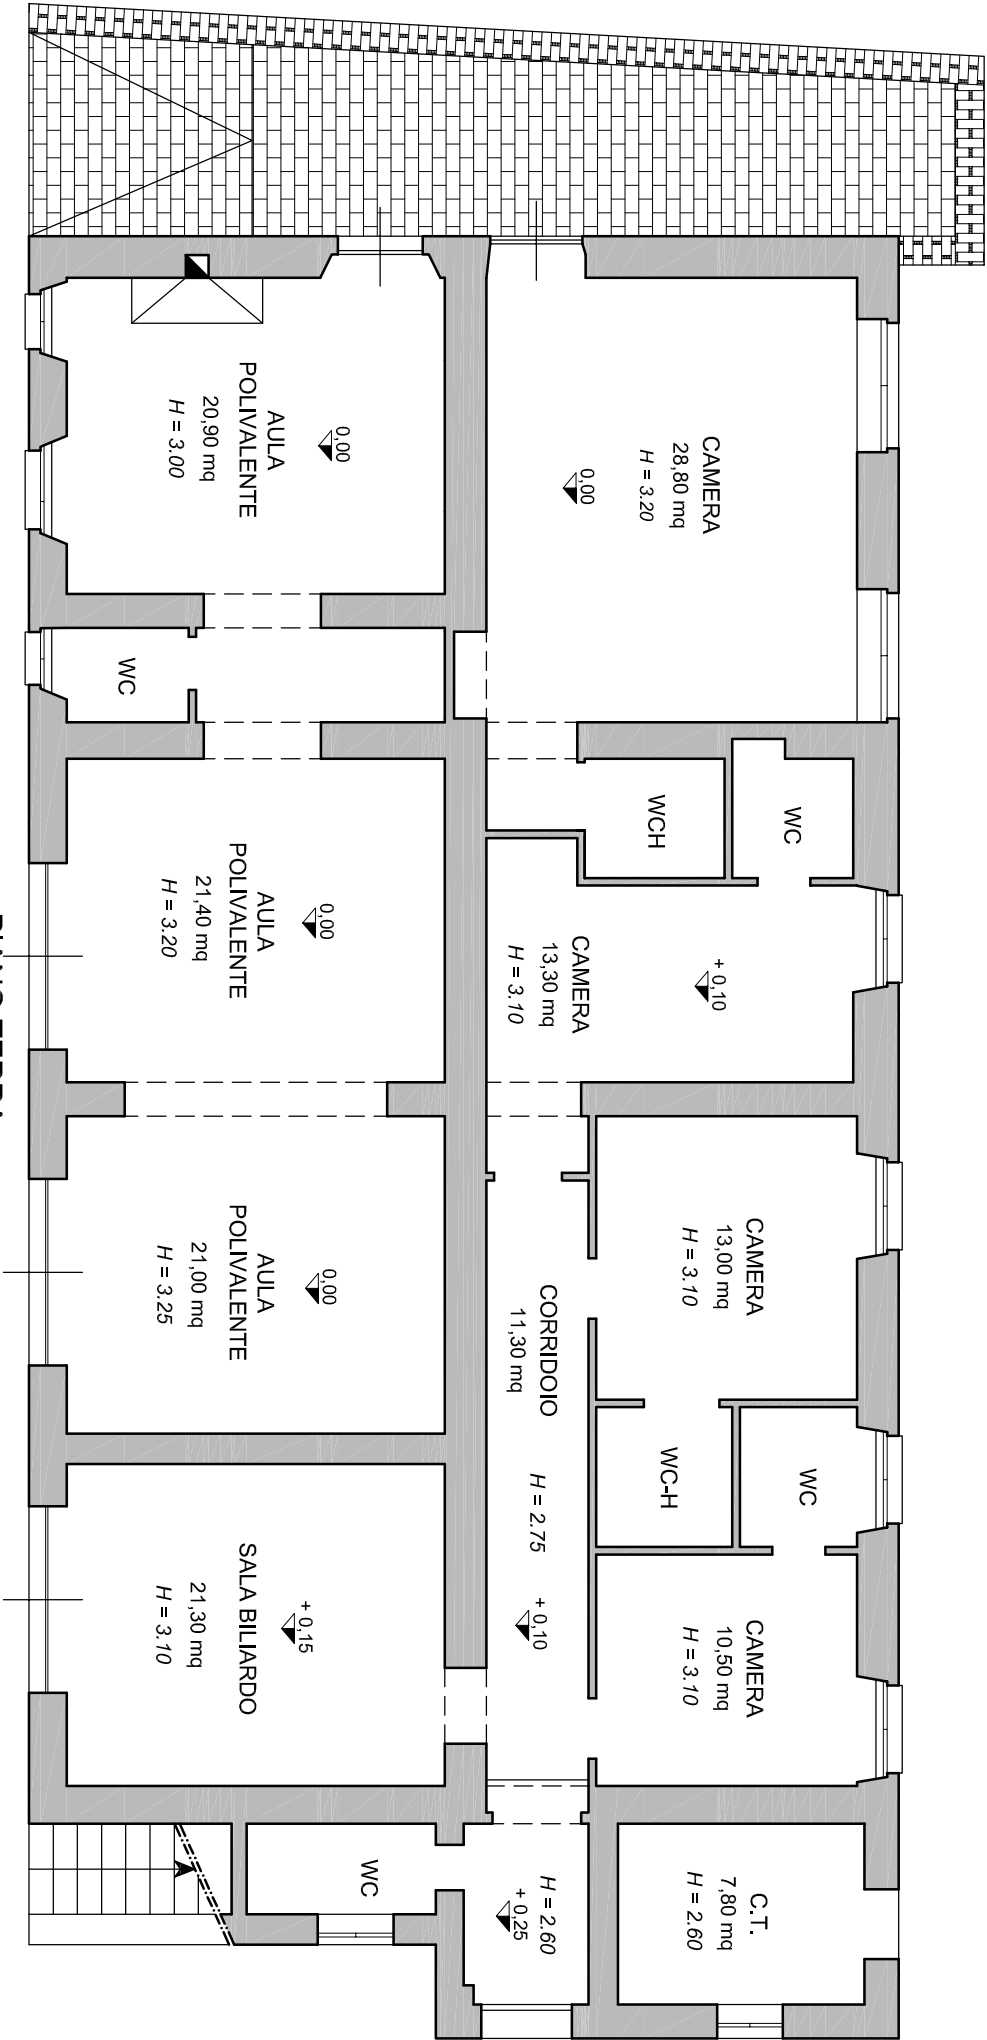 CAMERA
28,80 mq
H = 3.20
0,00
AULA
POLIVALENTE
20,90 mq
H = 3.00
0,00
WC
WCH
WC
CAMERA
13,30 mq
H = 3.10
+ 0,10
AULA
POLIVALENTE
21,40 mq
H = 3.20
0,00
CAMERA
13,00 mq
H = 3.10
AULA
POLIVALENTE
21,00 mq
H = 3.25
0,00
CORRIDOIO
11,30 mq
H = 2.75
+ 0,10
WC-H
WC
CAMERA
10,50 mq
H = 3.10
SALA BILIARDO
21,30 mq
H = 3.10
+ 0,15
WC
H = 2.60
+ 0,25
C.T.
7,80 mq
H = 2.60